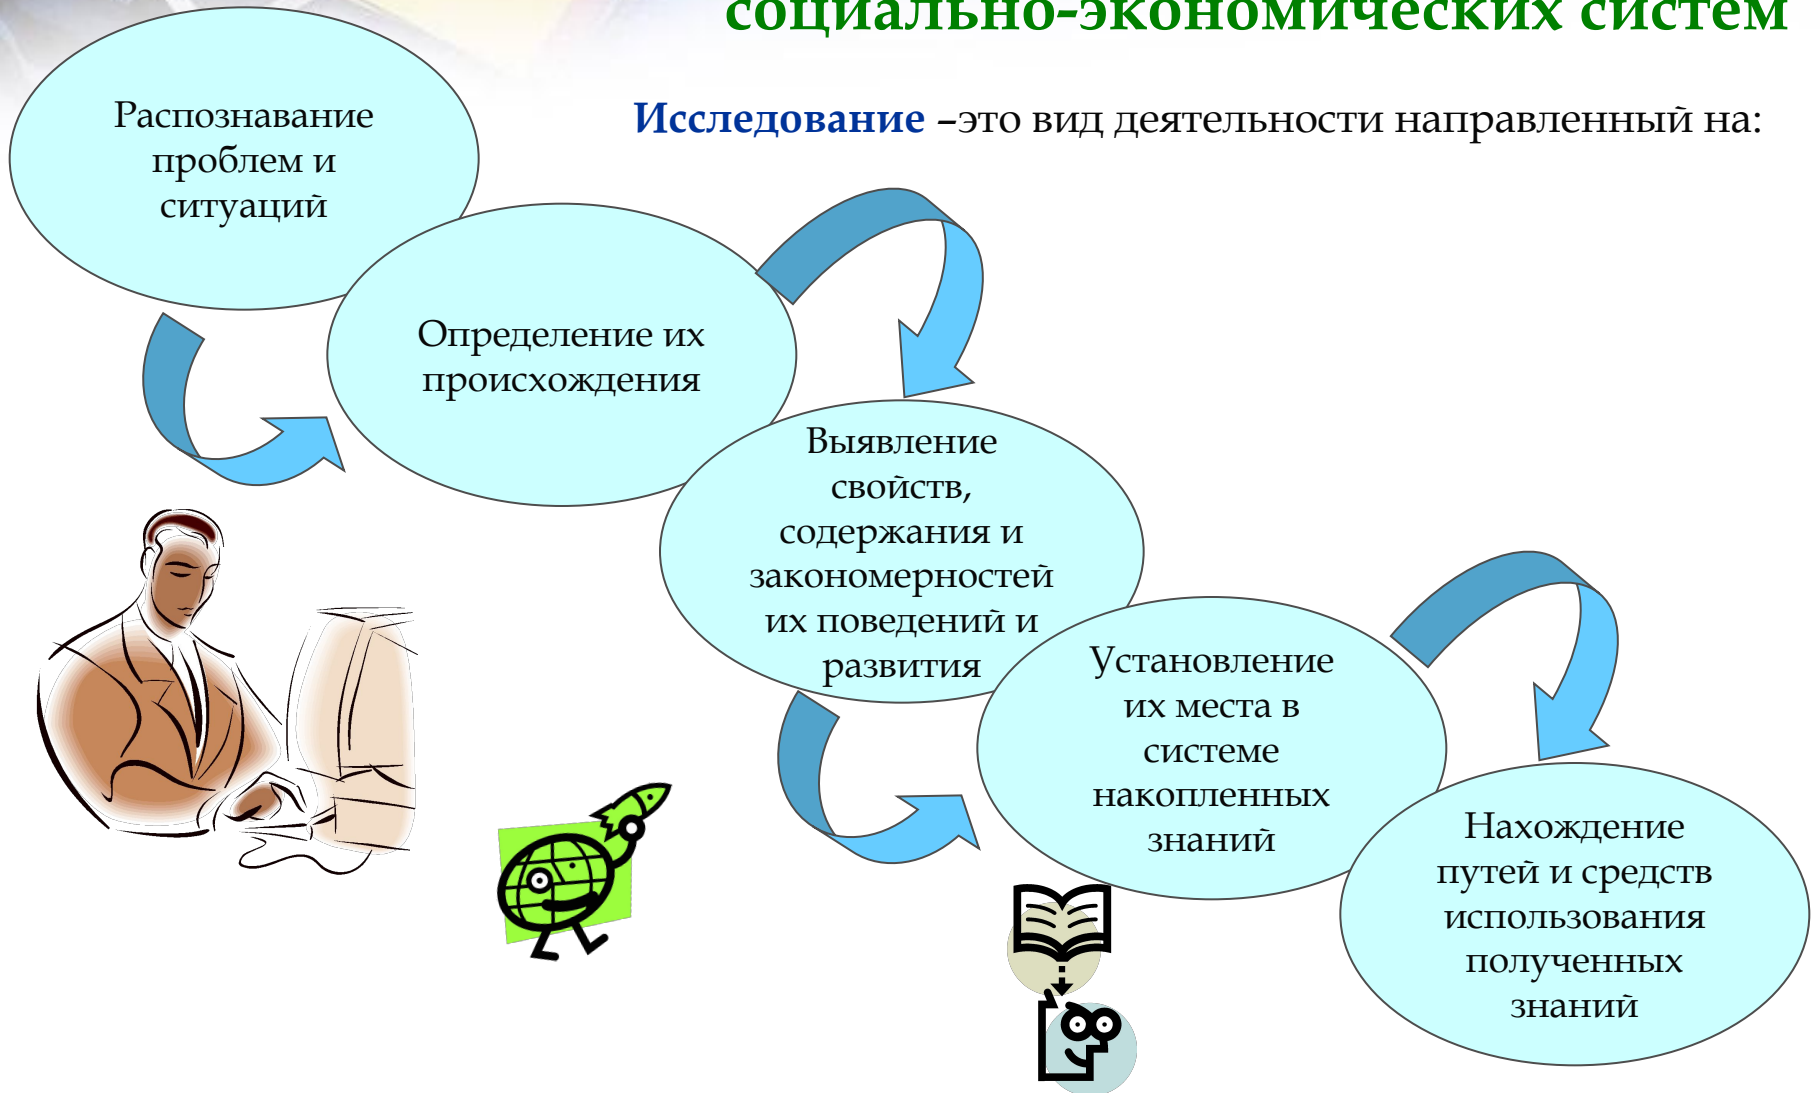 социально-экономических систем
Исследование –это вид деятельности направленный на:
Распознавание
проблем и
ситуаций
Определение их
происхождения
Выявление
свойств,
содержания и
закономерностей
их поведений и
развития
Установление
их места в
системе
накопленных
знаний
Нахождение
путей и средств
использования
полученных
знаний